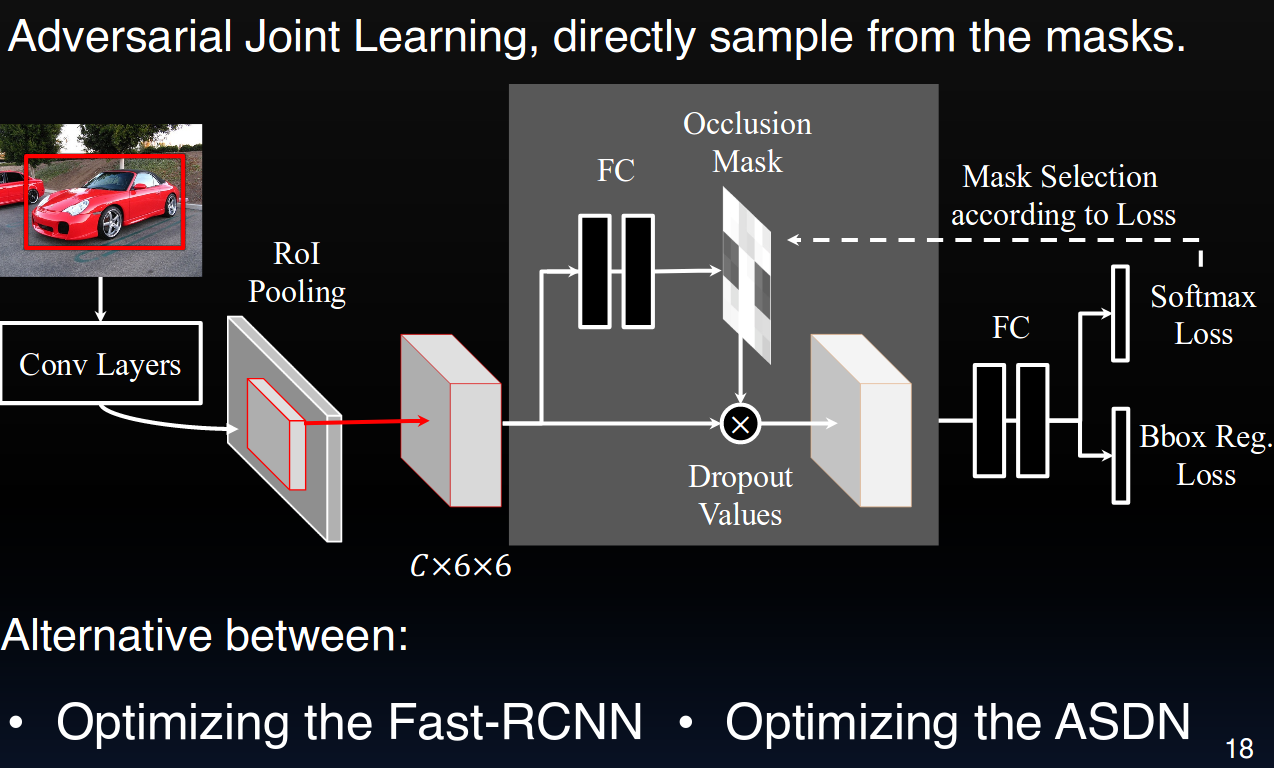 Adversarial Joint Learning, directly sample from the masks.
Occlusion
Mask
FC
Mask Selection
according to Loss
RoI
Pooling
Softmax
Loss
FC
Conv Layers
×
Bbox Reg.
Loss
Dropout
Values
C×6×6
Alternative between:
• Optimizing the Fast-RCNN
• Optimizing the ASDN
18